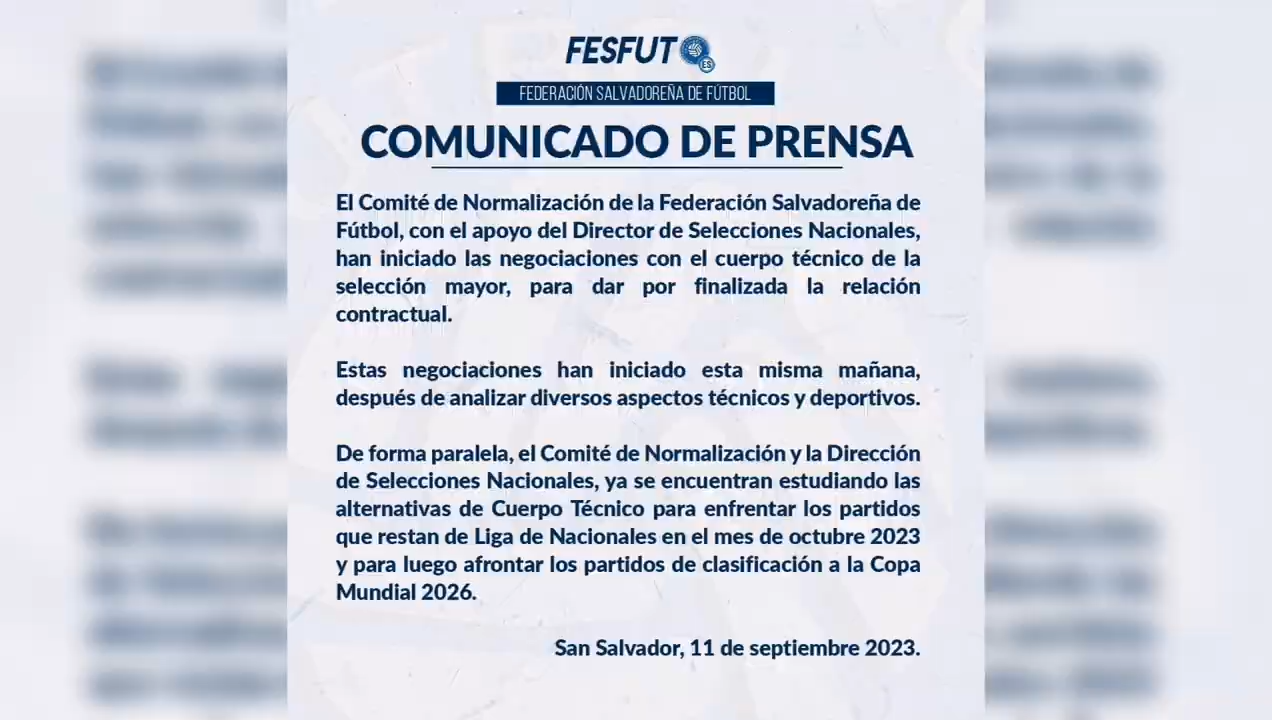 FESFUT
ES
FEDERACIÓN SALVADOREÑA DE FÚTBOL
COMUNICADO DE PRENSA
El Comité de Normalización de la Federación Salvadoreña de
Fútbol, con el apoyo del Director de Selecciones Nacionales,
han iniciado las negociaciones con el cuerpo técnico de la
selección mayor, para dar por finalizada la relación
contractual.
Estas negociaciones han iniciado esta misma mañana,
después de analizar diversos aspectos técnicos y deportivos.
De forma paralela, el Comité de Normalización y la Dirección
de Selecciones Nacionales, ya se encuentran estudiando las
alternativas de Cuerpo Técnico para enfrentar los partidos
que restan de Liga de Nacionales en el mes de octubre 2023
y para luego afrontar los partidos de clasificación a la Copa
Mundial 2026.
San Salvador, 11 de septiembre 2023.